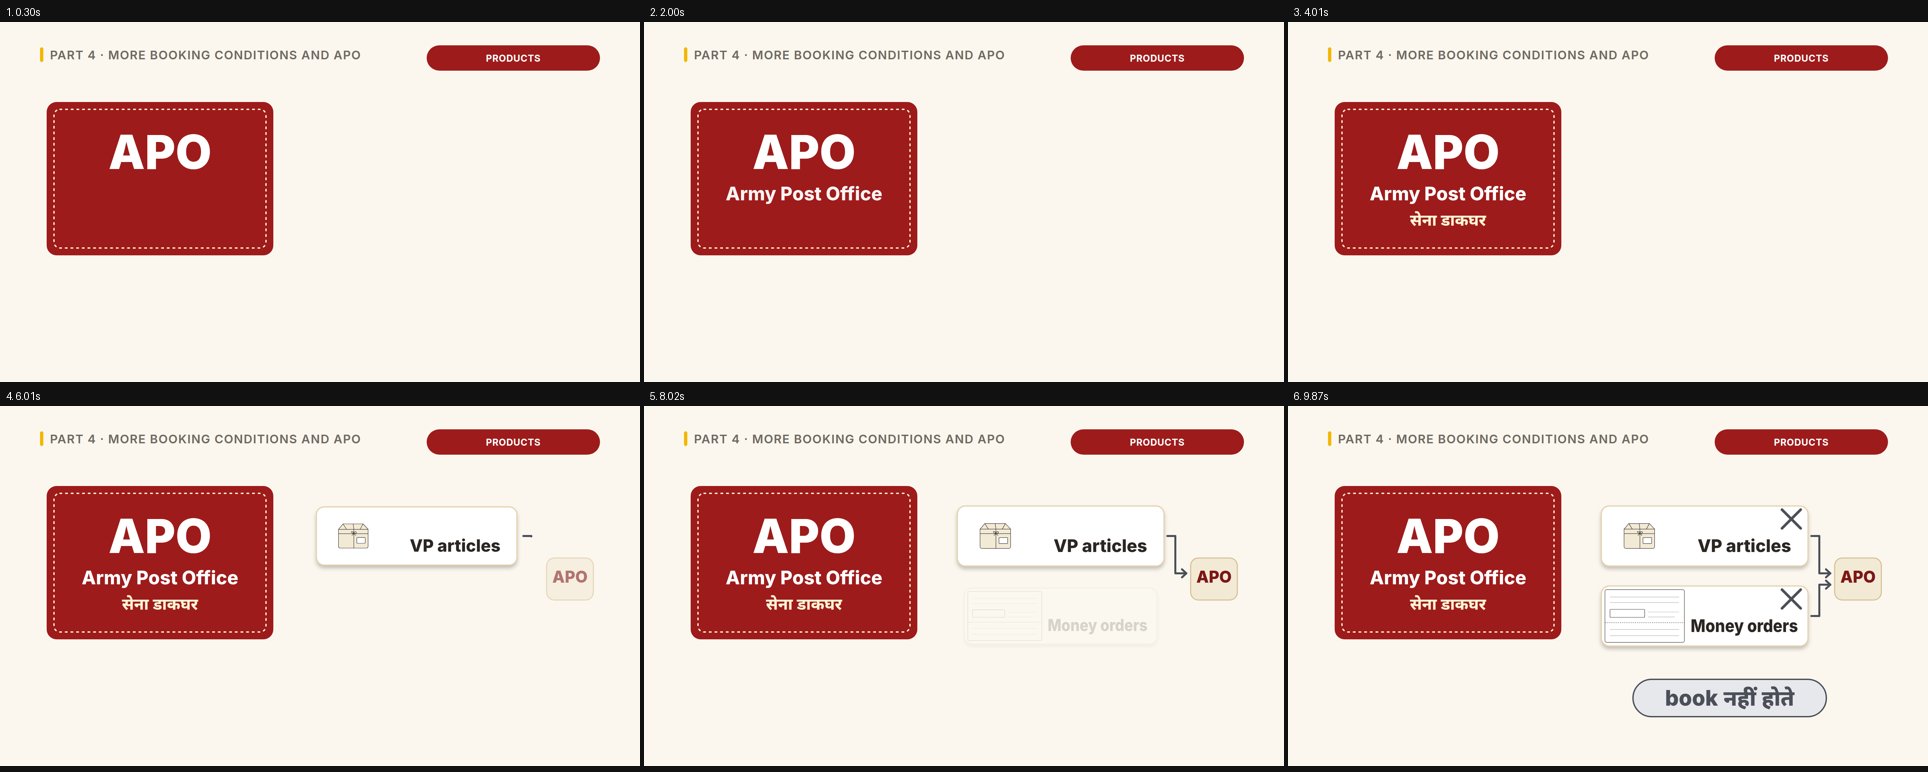 1. 0.30s
PART 4 · MORE BOOKING CONDITIONS AND APO
PRODUCTS
APO
2. 2.00s
PART 4 · MORE BOOKING CONDITIONS AND APO
PRODUCTS
APO
Army Post Office
3. 4.01s
PART 4 · MORE BOOKING CONDITIONS AND APO
PRODUCTS
APO
Army Post Office
सेना डाकघर
4. 6.01s
PART 4 · MORE BOOKING CONDITIONS AND APO
PRODUCTS
APO
Army Post Office
सेना डाकघर
VP articles
APO
5. 8.02s
PART 4 · MORE BOOKING CONDITIONS AND APO
PRODUCTS
APO
Army Post Office
सेना डाकघर
VP articles
APO
Money orders
6. 9.87s
PART 4 · MORE BOOKING CONDITIONS AND APO
PRODUCTS
APO
Army Post Office
सेना डाकघर
VP articles
APO
Money orders
book नहीं होते